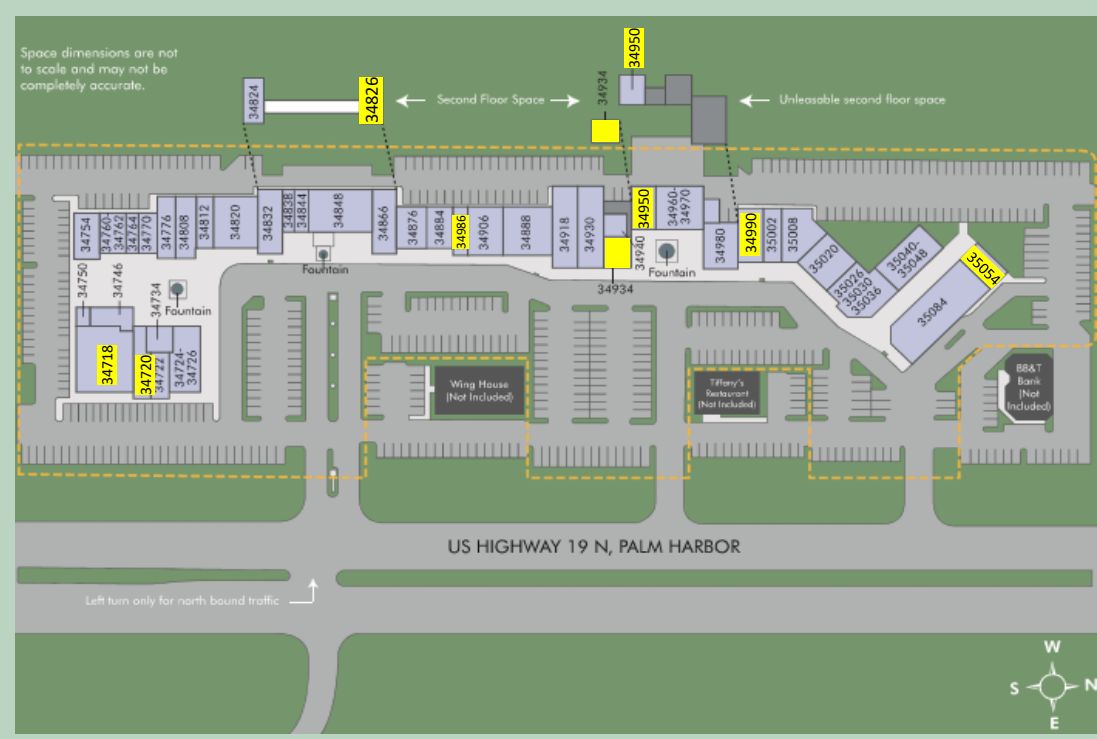 Space dimensions are not
to scale and may not be
completely accurate.
34824
34826
Second Floor Space
34934
34950
Unleasable second floor space
34754
34760-
34762
34764
34770
34776
34808
34812
34820
34832
34838
34844
34848
34866
34876
34884
34986
34906
34888
34918
34930
34934
34940
34950
34960-
34970
34980
34990
35002
35008
35020
35026
35030
35036
35040-
35048
35054
35084
Fountain
Fountain
Fountain
34750
34746
34734
34718
34720
34722
34724-
34726
Wing House
(Not Included)
Tiffany's
Restaurant
(Not Included)
BB&T
Bank
(Not
Included)
US HIGHWAY 19 N, PALM HARBOR
Left turn only for north bound traffic
W
S
N
E